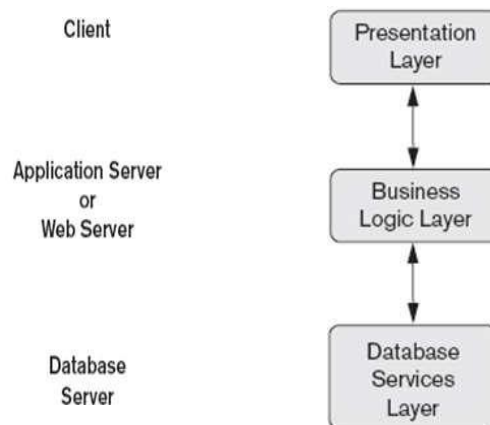 Client
Presentation
Layer
Application Server
or
Web Server
Business
Logic Layer
Database
Server
Database
Services
Layer